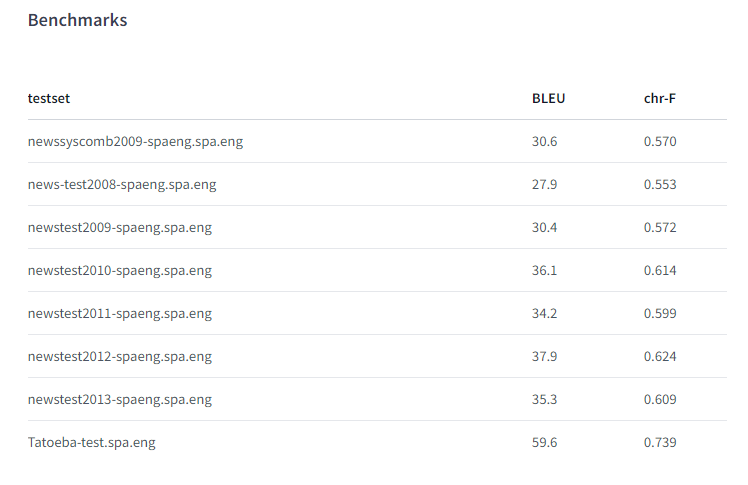 Benchmarks
testset BLEU chr-F
newssyscomb2009-spaeng.spa.eng 30.6 0.570
news-test2008-spaeng.spa.eng 27.9 0.553
newstest2009-spaeng.spa.eng 30.4 0.572
newstest2010-spaeng.spa.eng 36.1 0.614
newstest2011-spaeng.spa.eng 34.2 0.599
newstest2012-spaeng.spa.eng 37.9 0.624
newstest2013-spaeng.spa.eng 35.3 0.609
Tatoeba-test.spa.eng 59.6 0.739